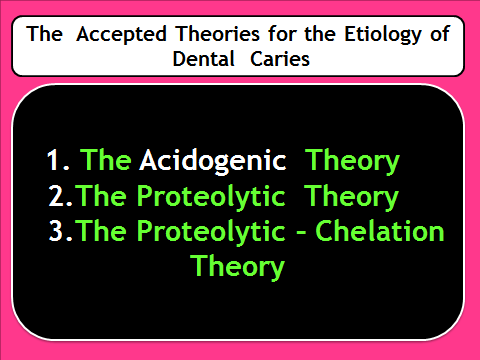 The Accepted Theories for the Etiology of
Dental Caries
1. The Acidogenic Theory
2.The Proteolytic Theory
3.The Proteolytic – Chelation
Theory